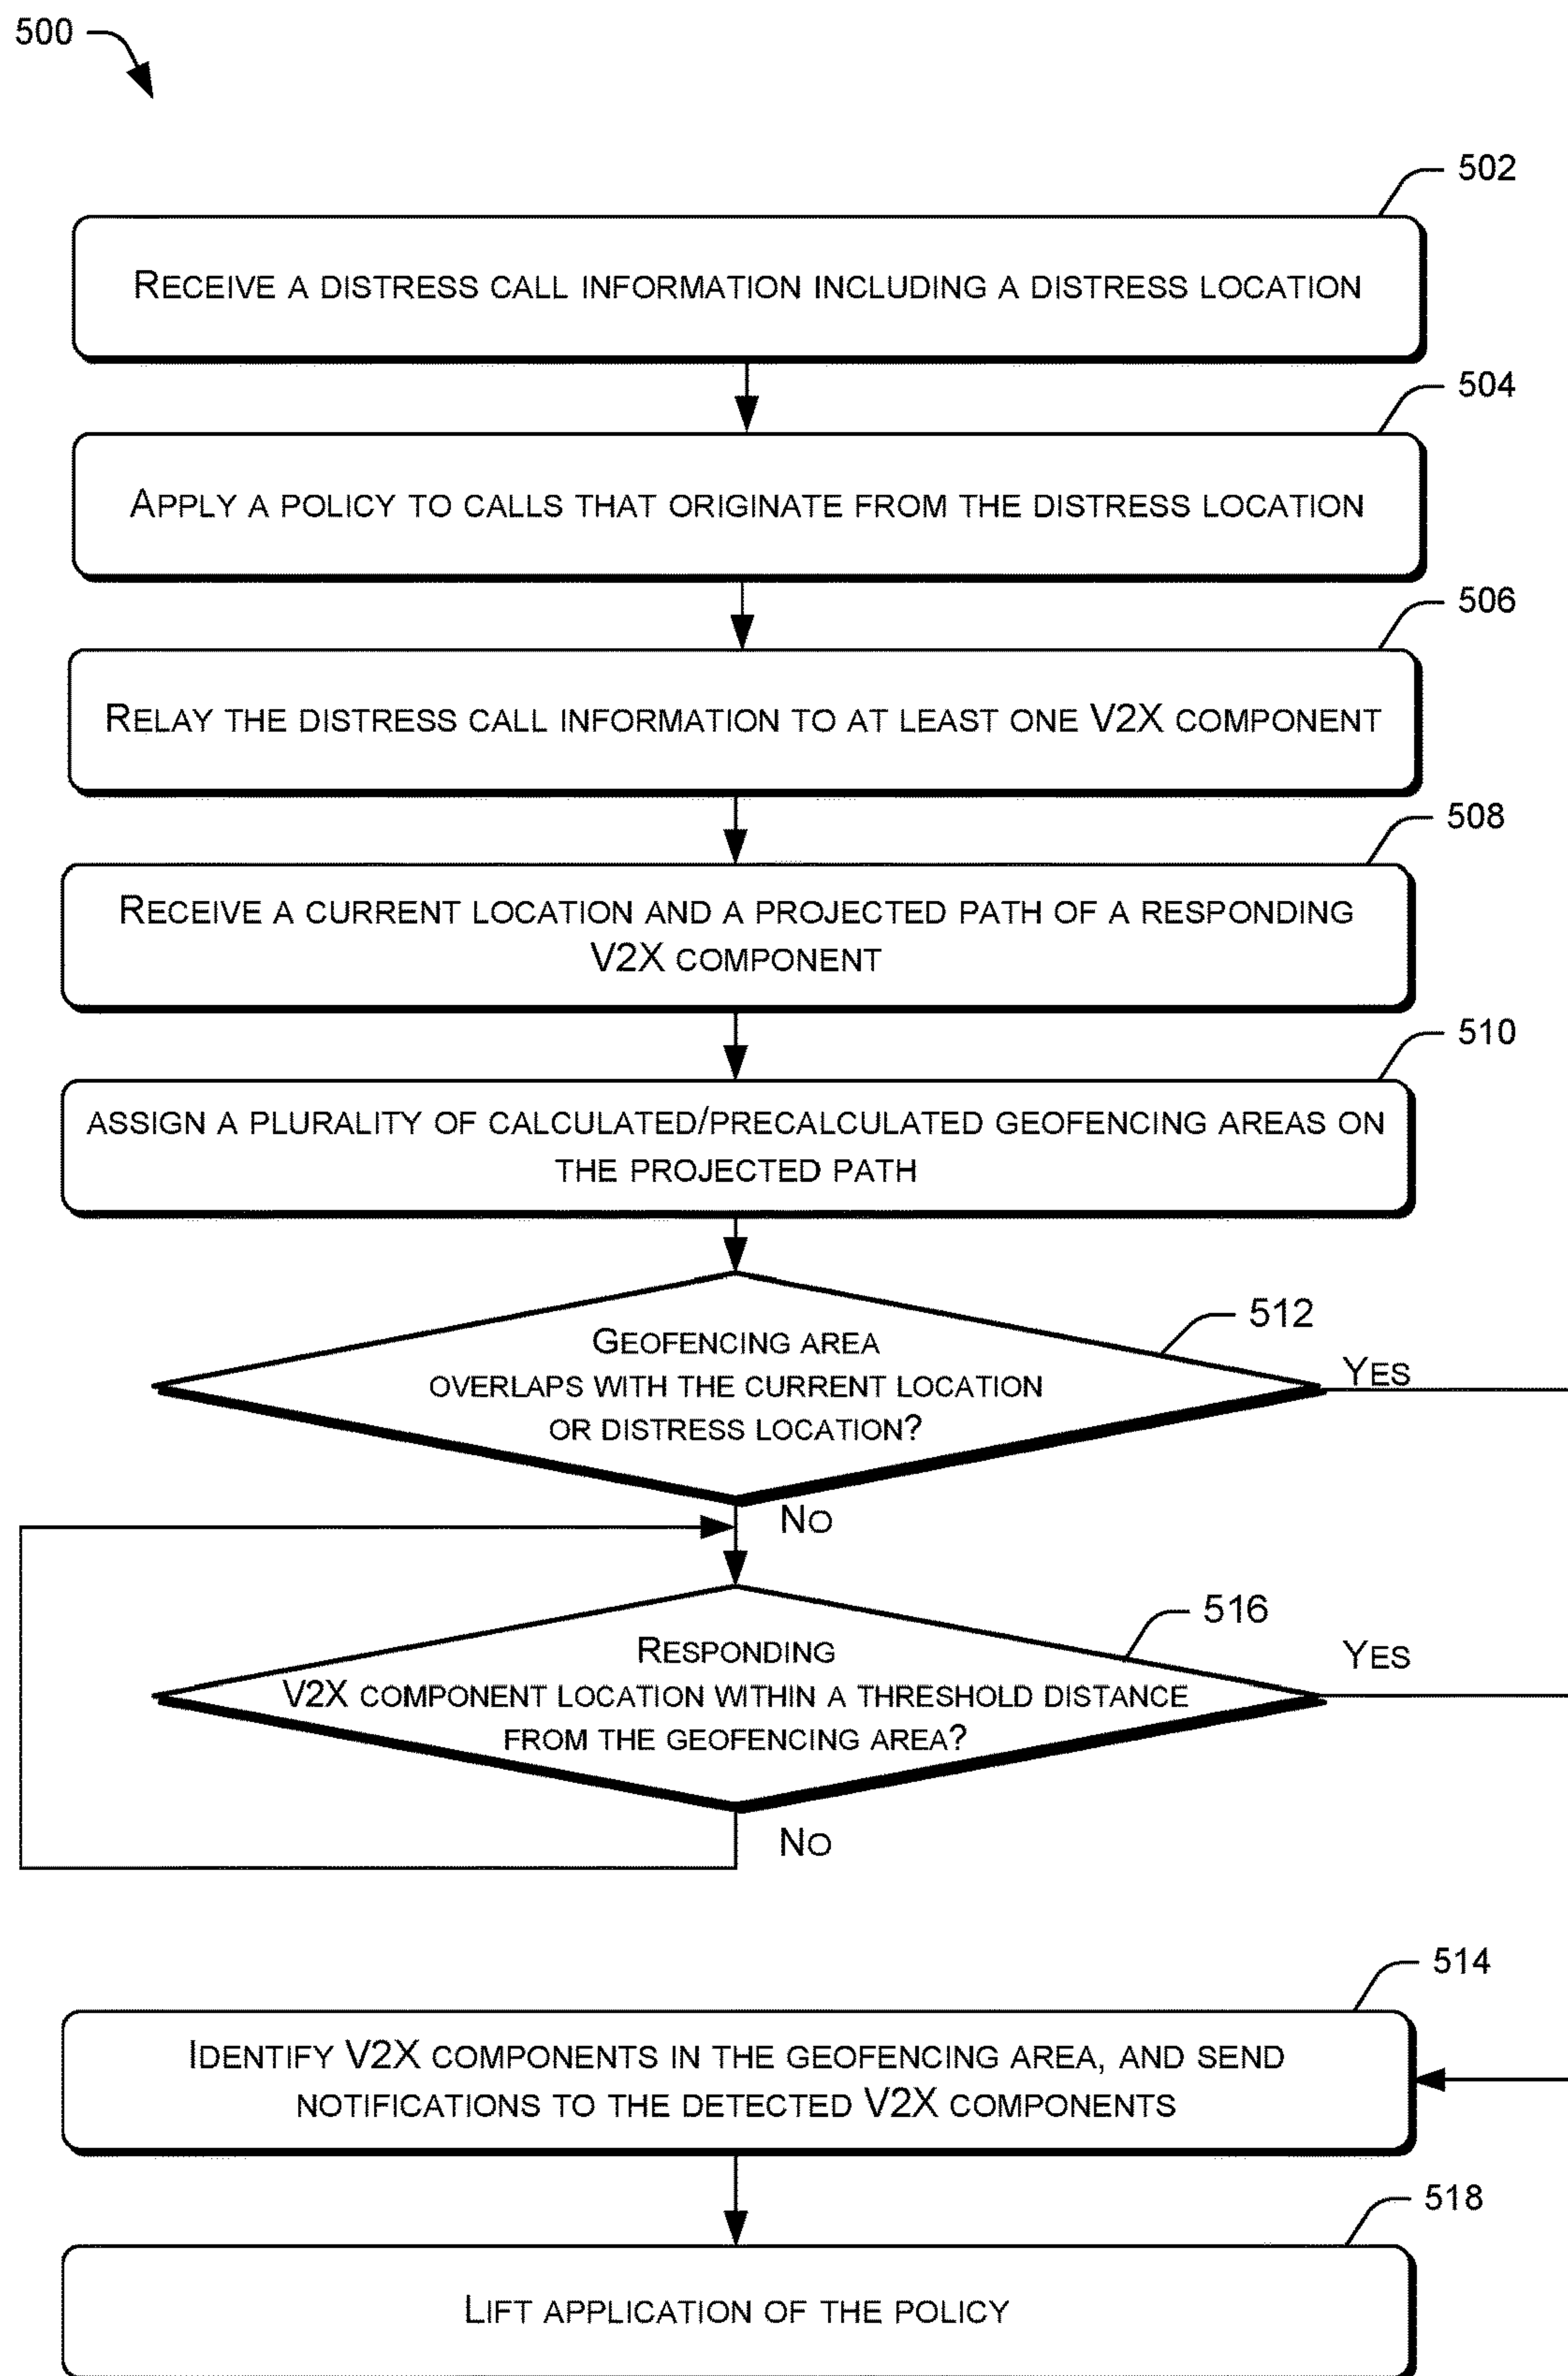 500
502
RECEIVE A DISTRESS CALL INFORMATION INCLUDING A DISTRESS LOCATION
504
APPLY A POLICY TO CALLS THAT ORIGINATE FROM THE DISTRESS LOCATION
506
RELAY THE DISTRESS CALL INFORMATION TO AT LEAST ONE V2X COMPONENT
508
RECEIVE A CURRENT LOCATION AND A PROJECTED PATH OF A RESPONDING
V2X COMPONENT
510
ASSIGN A PLURALITY OF CALCULATED/PRECALCULATED GEOFENCING AREAS ON
THE PROJECTED PATH
512
GEOFENCING AREA
OVERLAPS WITH THE CURRENT LOCATION
OR DISTRESS LOCATION?
YES
NO
516
RESPONDING
V2X COMPONENT LOCATION WITHIN A THRESHOLD DISTANCE
FROM THE GEOFENCING AREA?
YES
NO
514
IDENTIFY V2X COMPONENTS IN THE GEOFENCING AREA, AND SEND
NOTIFICATIONS TO THE DETECTED V2X COMPONENTS
518
LIFT APPLICATION OF THE POLICY